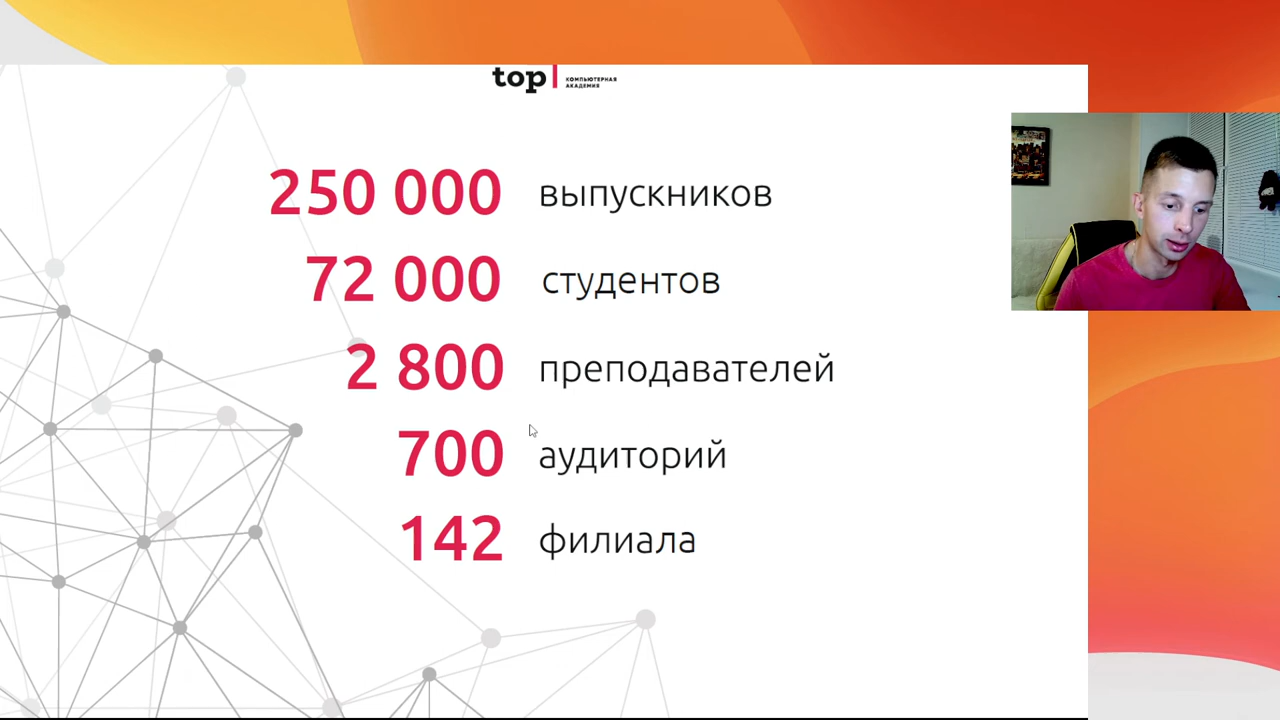 top КОМПЬЮТЕРНАЯ
АКАДЕМИЯ
250 000 выпускников
72 000 студентов
2 800 преподавателей
700 аудиторий
142 филиала